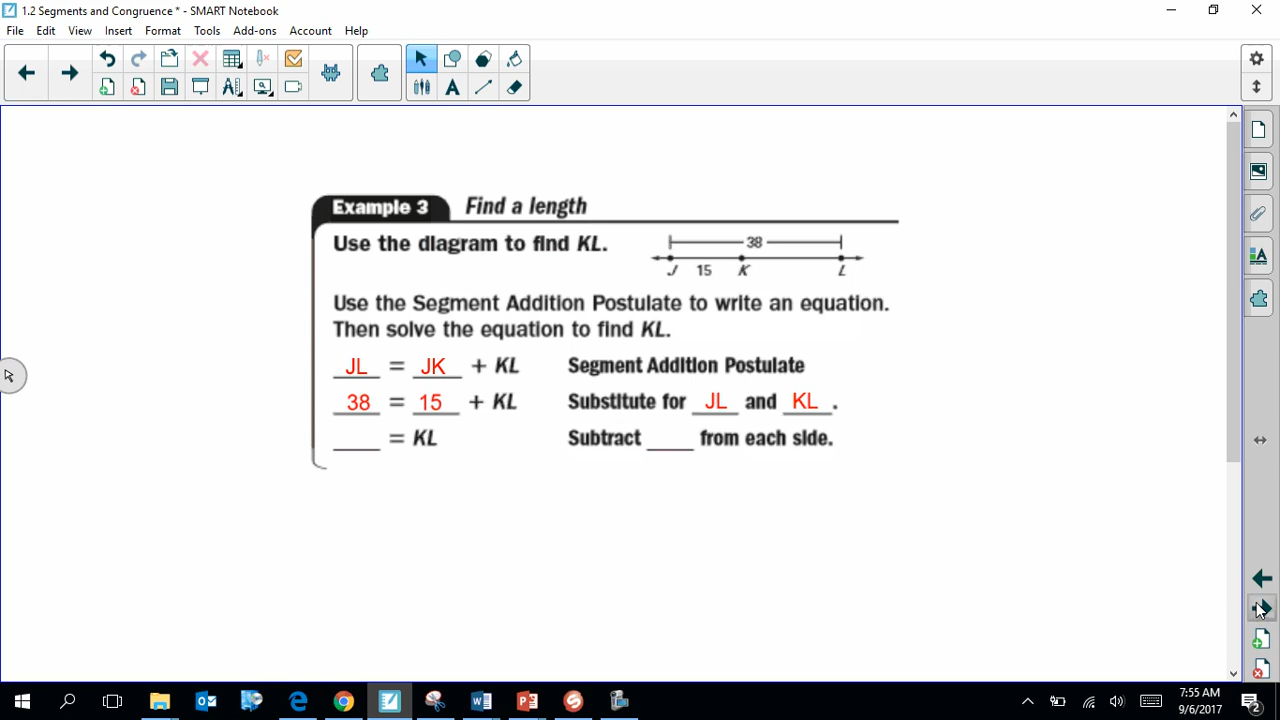 1.2 Segments and Congruence * - SMART Notebook
File Edit View Insert Format Tools Add-ons Account Help
Example 3 Find a length
Use the diagram to find KL.
38
J 15 K L
Use the Segment Addition Postulate to write an equation.
Then solve the equation to find KL.
JL = JK + KL Segment Addition Postulate
38 = 15 + KL Substitute for JL and KL.
____ = KL Subtract ____ from each side.
7:55 AM
9/6/2017
2